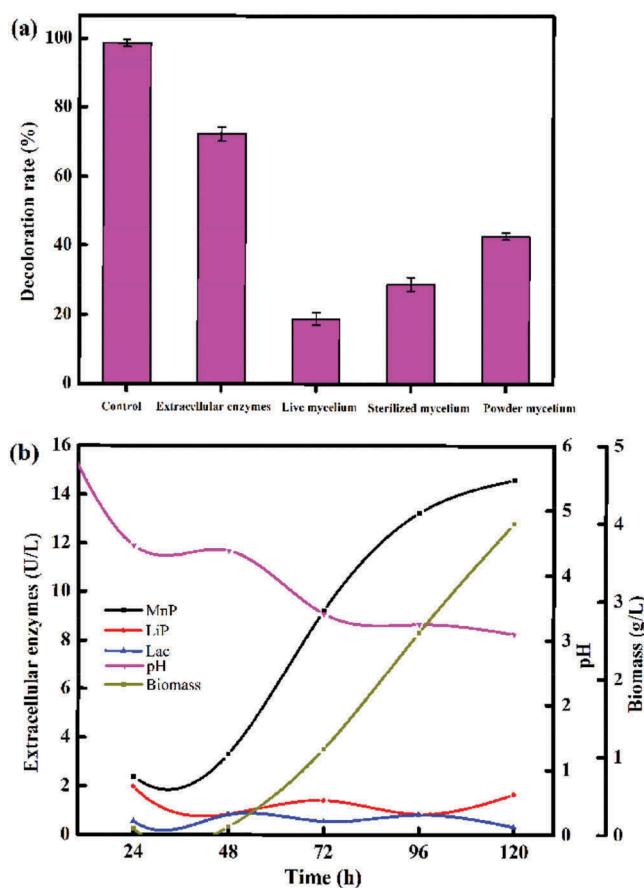 (a)
Decoloration rate (%)
100
80
60
40
20
0
Control Extracellular enzymes Live mycelium Sterilized mycelium Powder mycelium
(b)
Extracellular enzymes (U/L)
16
14
12
10
8
6
4
2
0
MnP
LiP
Lac
pH
Biomass
6
5
4
3
2
1
0
pH
5
4
3
2
1
0
Biomass (g/L)
24 48 72 96 120
Time (h)